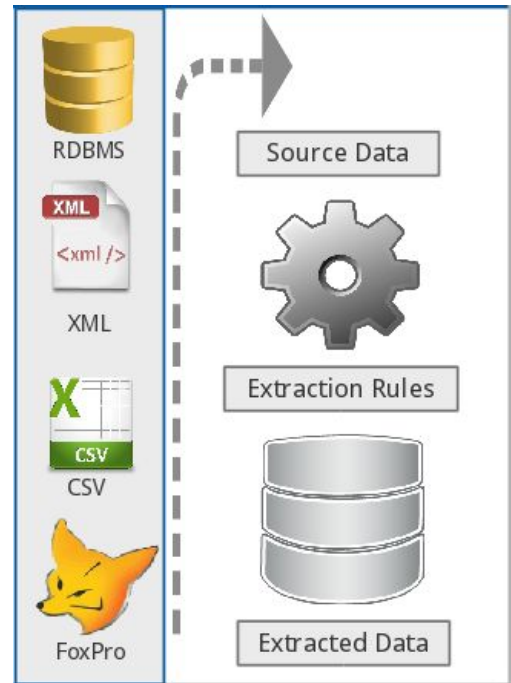 RDBMS
XML
<xml />
XML
CSV
CSV
FoxPro
Source Data
Extraction Rules
Extracted Data